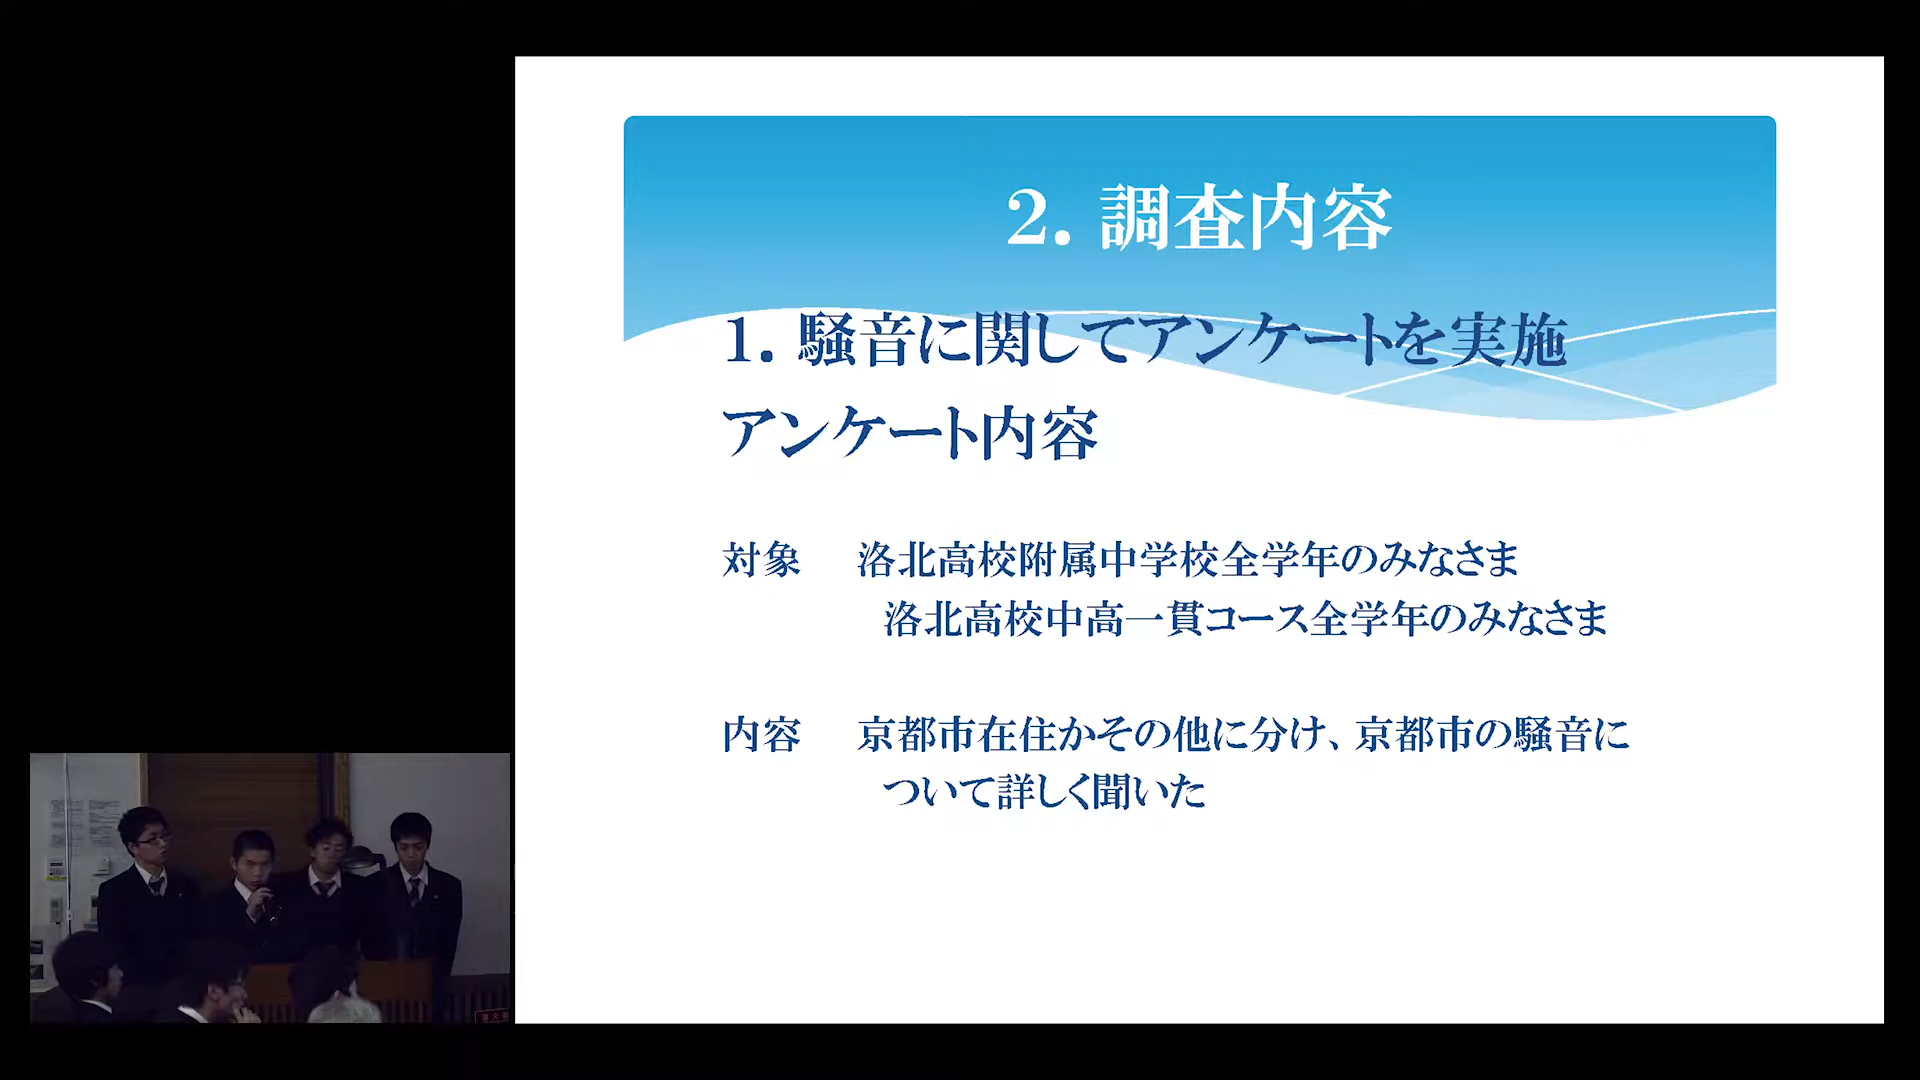 2. 調査内容
1. 騒音に関してアンケートを実施
アンケート内容
対象 洛北高校附属中学校全学年のみなさま
洛北高校中高一貫コース全学年のみなさま
内容 京都市在住かその他に分け、京都市の騒音に
ついて詳しく聞いた